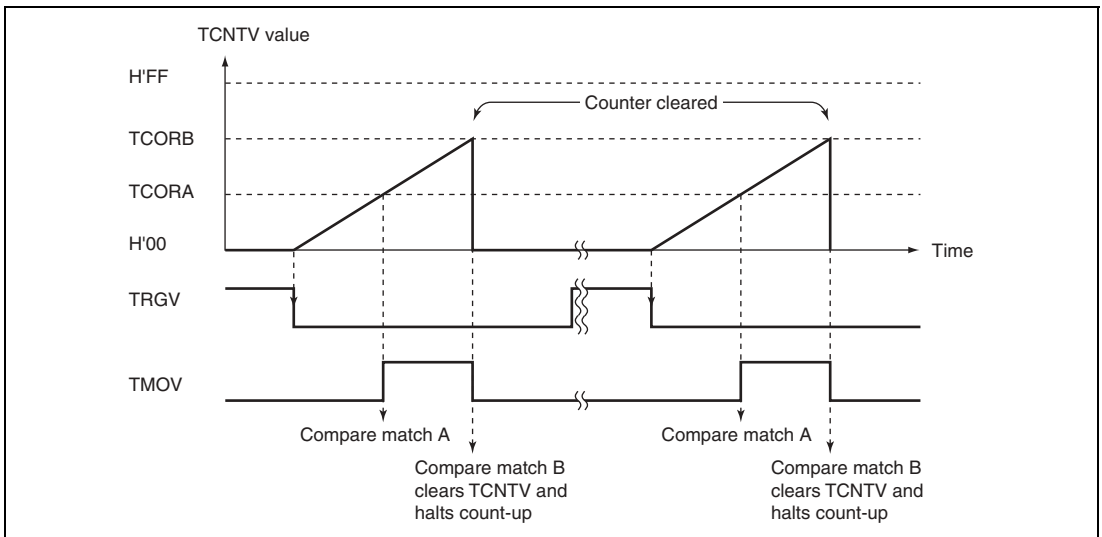 TCNTV value
H'FF
Counter cleared
TCORB
TCORA
H'00
Time
TRGV
TMOV
Compare match A
Compare match A
Compare match B
clears TCNTV and
halts count-up
Compare match B
clears TCNTV and
halts count-up